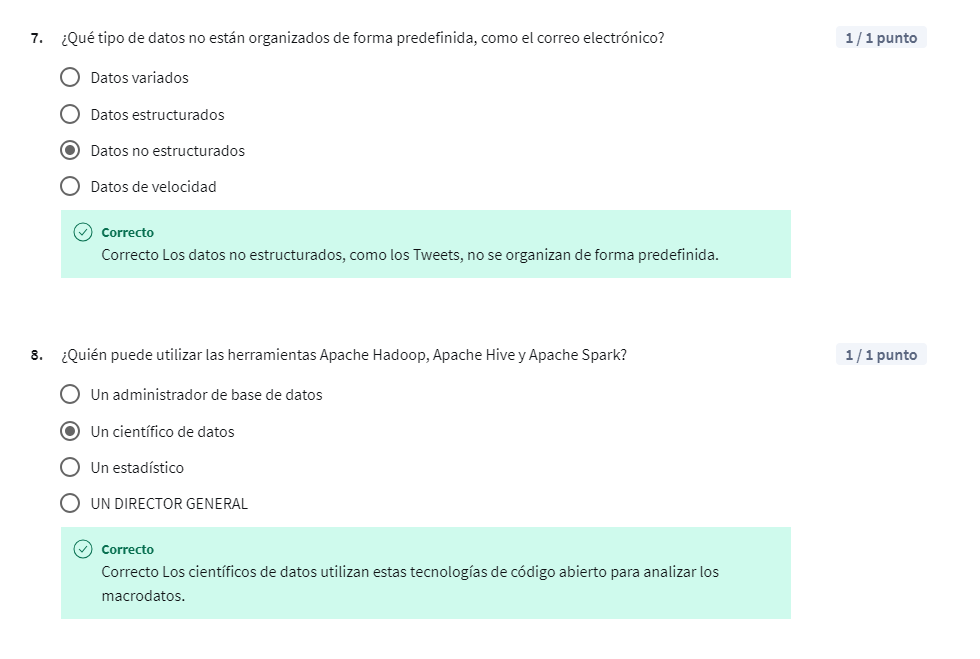 7. ¿Qué tipo de datos no están organizados de forma predefinida, como el correo electrónico?
1 / 1 punto
Datos variados
Datos estructurados
Datos no estructurados
Datos de velocidad
Correcto
Correcto Los datos no estructurados, como los Tweets, no se organizan de forma predefinida.
8. ¿Quién puede utilizar las herramientas Apache Hadoop, Apache Hive y Apache Spark?
1 / 1 punto
Un administrador de base de datos
Un científico de datos
Un estadístico
UN DIRECTOR GENERAL
Correcto
Correcto Los científicos de datos utilizan estas tecnologías de código abierto para analizar los
macrodatos.